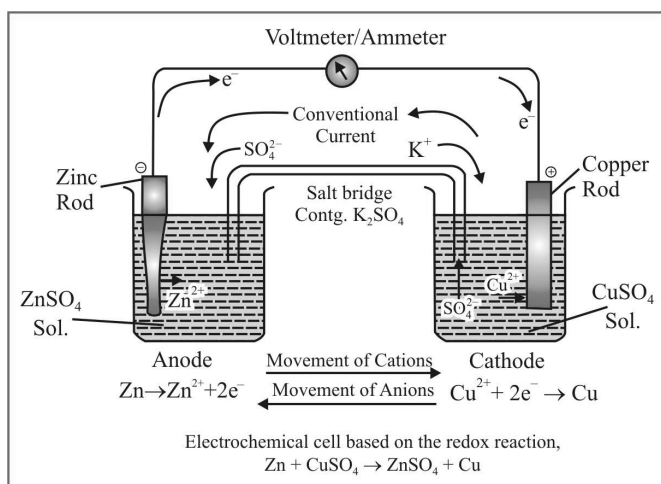 Voltmeter/Ammeter
e⁻
e⁻
Conventional
Current
SO₄²⁻
K⁺
⊖
⊕
Zinc
Rod
Copper
Rod
Salt bridge
Contg. K₂SO₄
Zn²⁺
Cu²⁺
SO₄²⁻
ZnSO₄
Sol.
CuSO₄
Sol.
Anode
Zn→Zn²⁺+2e⁻
Movement of Cations
Movement of Anions
Cathode
Cu²⁺+ 2e⁻ → Cu
Electrochemical cell based on the redox reaction,
Zn + CuSO₄ → ZnSO₄ + Cu